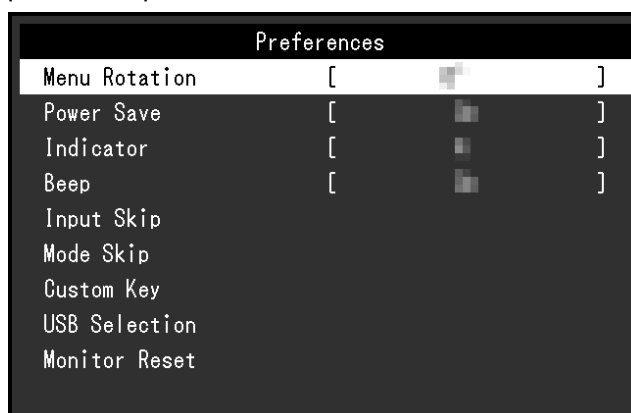 Preferences
Menu Rotation [ ]
Power Save [ ]
Indicator [ ]
Beep [ ]
Input Skip
Mode Skip
Custom Key
USB Selection
Monitor Reset